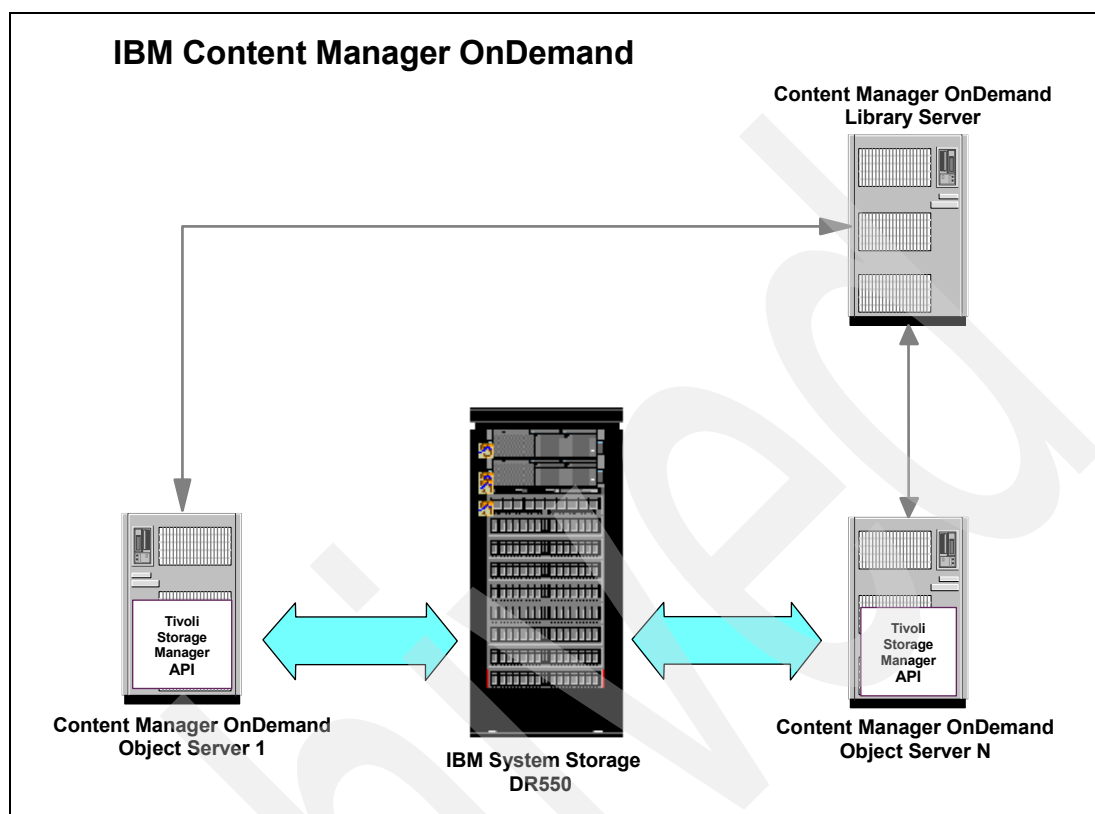 IBM Content Manager OnDemand
Content Manager OnDemand
Library Server
Tivoli
Storage
Manager
API
Content Manager OnDemand
Object Server 1
IBM System Storage
DR550
Tivoli
Storage
Manager
API
Content Manager OnDemand
Object Server N